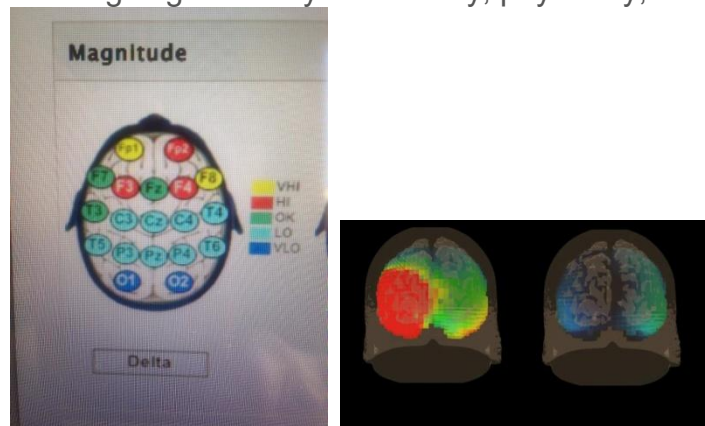 Magnitude
Fp1 Fp2
F7 F3 Fz F4 F8
T3 C3 Cz C4 T4
T5 P3 Pz P4 T6
O1 O2
VHI
HI
OK
LO
VLO
Delta